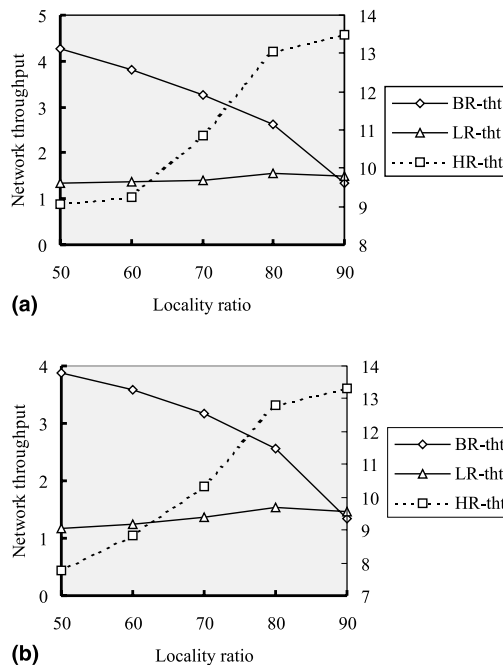 5
4
3
2
1
0
Network throughput
14
13
12
11
10
9
8
50 60 70 80 90
Locality ratio
BR-tht
LR-tht
HR-tht
(a)
4
3
2
1
0
Network throughput
14
13
12
11
10
9
8
7
50 60 70 80 90
Locality ratio
BR-tht
LR-tht
HR-tht
(b)